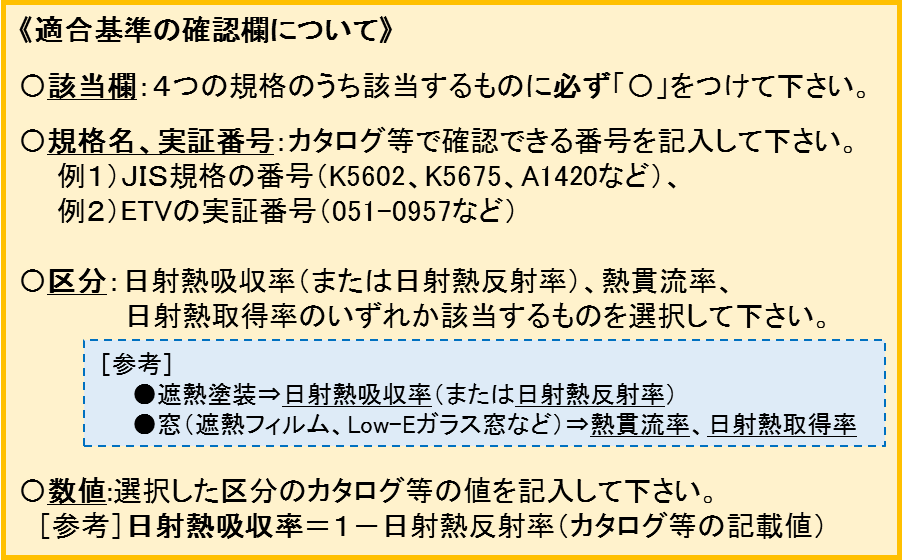 《適合基準の確認欄について》
〇該当欄：４つの規格のうち該当するものに必ず「〇」をつけて下さい。
〇規格名、実証番号：カタログ等で確認できる番号を記入して下さい。
例１）JIS規格の番号（K5602、K5675、A1420など）、
例２）ETVの実証番号（051-0957など）
〇区分：日射熱吸収率（または日射熱反射率）、熱貫流率、
日射熱取得率のいずれか該当するものを選択して下さい。
［参考］
●遮熱塗装⇒日射熱吸収率（または日射熱反射率）
●窓（遮熱フィルム、Low-Eガラス窓など）⇒熱貫流率、日射熱取得率
〇数値：選択した区分のカタログ等の値を記入して下さい。
［参考］日射熱吸収率＝１－日射熱反射率（カタログ等の記載値）